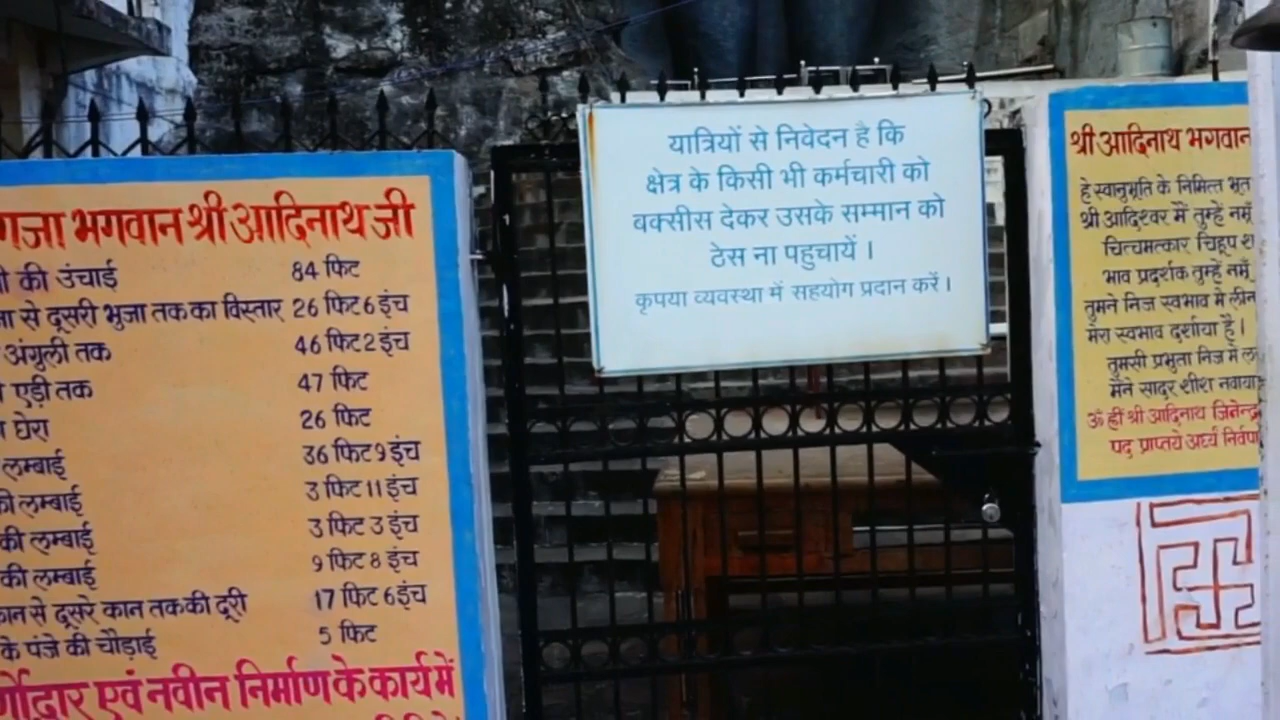 भगवान श्री आदिनाथ जी
की उंचाई 84 फिट
से दूसरी भुजा तक का विस्तार 26 फिट 6 इंच
अंगुली तक 46 फिट 2 इंच
एड़ी तक 47 फिट
घेरा 26 फिट
लम्बाई 36 फिट 9 इंच
लम्बाई 3 फिट 11 इंच
की लम्बाई 3 फिट 3 इंच
की लम्बाई 9 फिट 8 इंच
से दूसरे कान तक की दूरी 17 फिट 6 इंच
के पंजे की चौड़ाई 5 फिट
एवं नवीन निर्माण के कार्य में
यात्रियों से निवेदन है कि
क्षेत्र के किसी भी कर्मचारी को
बक्सीस देकर उसके सम्मान को
ठेस ना पहुचायें ।
कृपया व्यवस्था में सहयोग प्रदान करें ।
श्री आदिनाथ भगवान
हे स्वानुभूति के निमित्त
श्री आदिश्वर मैं तुम्हें नमूँ
चित्चमत्कार चिद्रूप
भाव प्रदर्शक तुम्हें नमूँ
तुमने निज स्वभाव मे लीन
मेरा स्वभाव दर्शाया है ।
तुमसी प्रभुता निज मे
मैंने सादर शीश नवाया
ॐ ह्रीं श्री आदिनाथ जिनेन्द्र
पद प्राप्तये अर्घ्यं